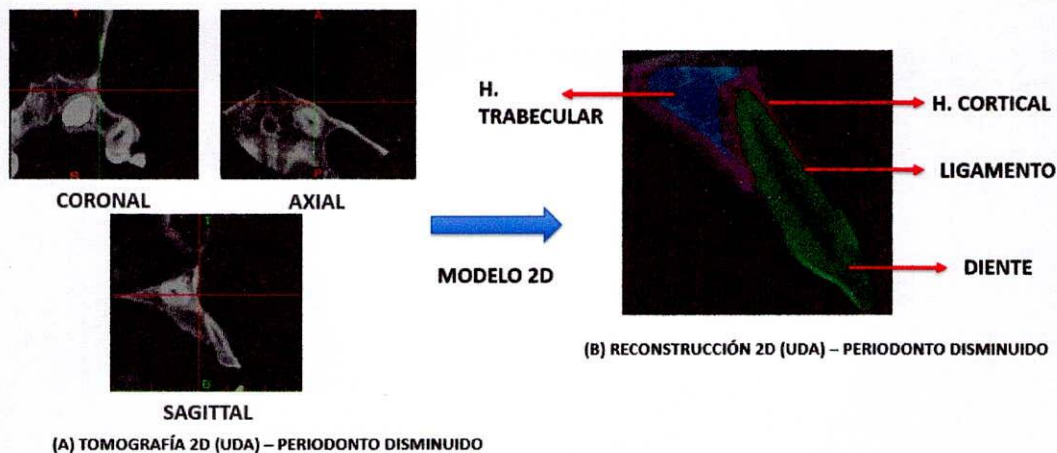 CORONAL
AXIAL
SAGITTAL
(A) TOMOGRAFÍA 2D (UDA) – PERIODONTO DISMINUIDO
MODELO 2D
H.
TRABECULAR
H. CORTICAL
LIGAMENTO
DIENTE
(B) RECONSTRUCCIÓN 2D (UDA) – PERIODONTO DISMINUIDO